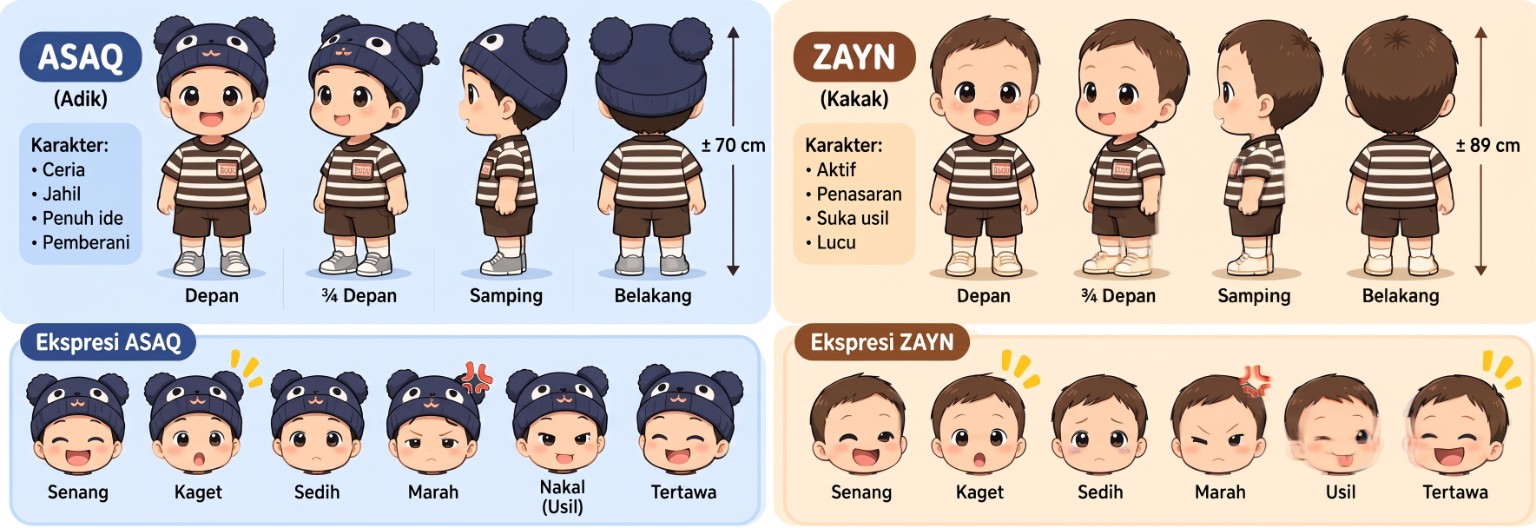 ASAQ
(Adik)
Karakter:
• Ceria
• Jahil
• Penuh ide
• Pemberani
± 70 cm
Depan
¾ Depan
Samping
Belakang
ZAYN
(Kakak)
Karakter:
• Aktif
• Penasaran
• Suka usil
• Lucu
± 89 cm
Depan
¾ Depan
Samping
Belakang
Ekspresi ASAQ
Senang
Kaget
Sedih
Marah
Nakal
(Usil)
Tertawa
Ekspresi ZAYN
Senang
Kaget
Sedih
Marah
Usil
Tertawa